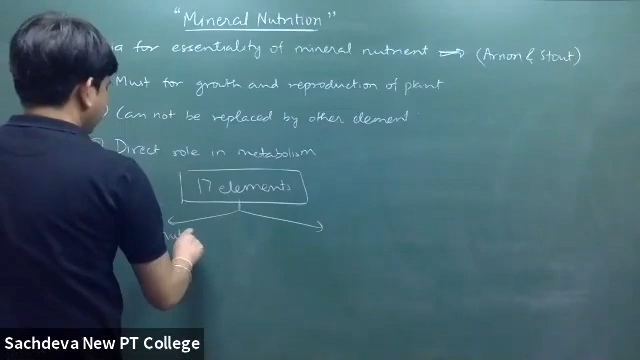 "Mineral Nutrition"
for essentiality of mineral nutrient → (Arnon & Stout)
Must for growth and reproduction of plant
Can not be replaced by other element
Direct role in metabolism
17 elements
Sachdeva New PT College